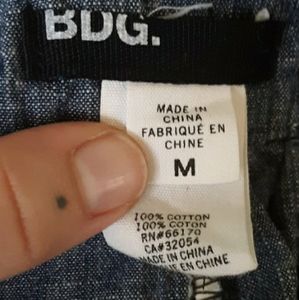 BDG.
MADE IN
CHINA
FABRIQUÉ EN
CHINE
M
100% COTTON
100% COTON
RN#66170
CA#32054
MADE IN CHINA
EN CHINE